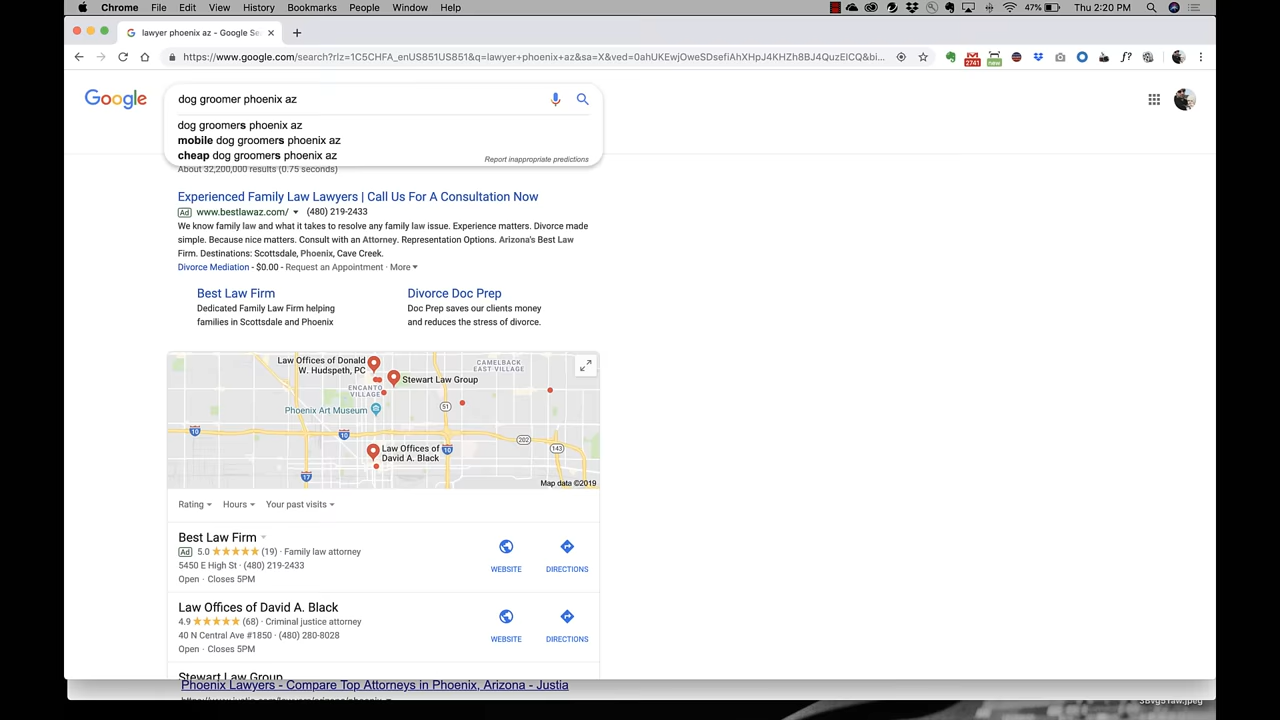 Chrome File Edit View History Bookmarks People Window Help 47% Thu 2:20 PM
lawyer phoenix az - Google Se
https://www.google.com/search?rlz=1C5CHFA_enUS851US851&q=lawyer+phoenix+az&sa=X&ved=0ahUKEwjOweSDsefiAhXHpJ4KHZh8BJ4QuzEICQ&bi...
2741
new
f?
Google
dog groomer phoenix az
dog groomers phoenix az
mobile dog groomers phoenix az
cheap dog groomers phoenix az
Report inappropriate predictions
About 32,200,000 results (0.75 seconds)
Experienced Family Law Lawyers | Call Us For A Consultation Now
Ad www.bestlawaz.com/ (480) 219-2433
We know family law and what it takes to resolve any family law issue. Experience matters. Divorce made
simple. Because nice matters. Consult with an Attorney. Representation Options. Arizona's Best Law
Firm. Destinations: Scottsdale, Phoenix, Cave Creek.
Divorce Mediation - $0.00 - Request an Appointment · More
Best Law Firm
Dedicated Family Law Firm helping
families in Scottsdale and Phoenix
Divorce Doc Prep
Doc Prep saves our clients money
and reduces the stress of divorce.
Law Offices of Donald
W. Hudspeth, PC
CAMELBACK
EAST VILLAGE
Stewart Law Group
ENCANTO
VILLAGE
Phoenix Art Museum
51
10
10
202
143
Law Offices of
David A. Black
10
17
Map data ©2019
Rating Hours Your past visits
Best Law Firm
Ad 5.0 (19) · Family law attorney
5450 E High St · (480) 219-2433
Open · Closes 5PM
WEBSITE DIRECTIONS
Law Offices of David A. Black
4.9 (68) · Criminal justice attorney
40 N Central Ave #1850 · (480) 280-8028
Open · Closes 5PM
WEBSITE DIRECTIONS
Stewart Law Group
Phoenix Lawyers - Compare Top Attorneys in Phoenix, Arizona - Justia